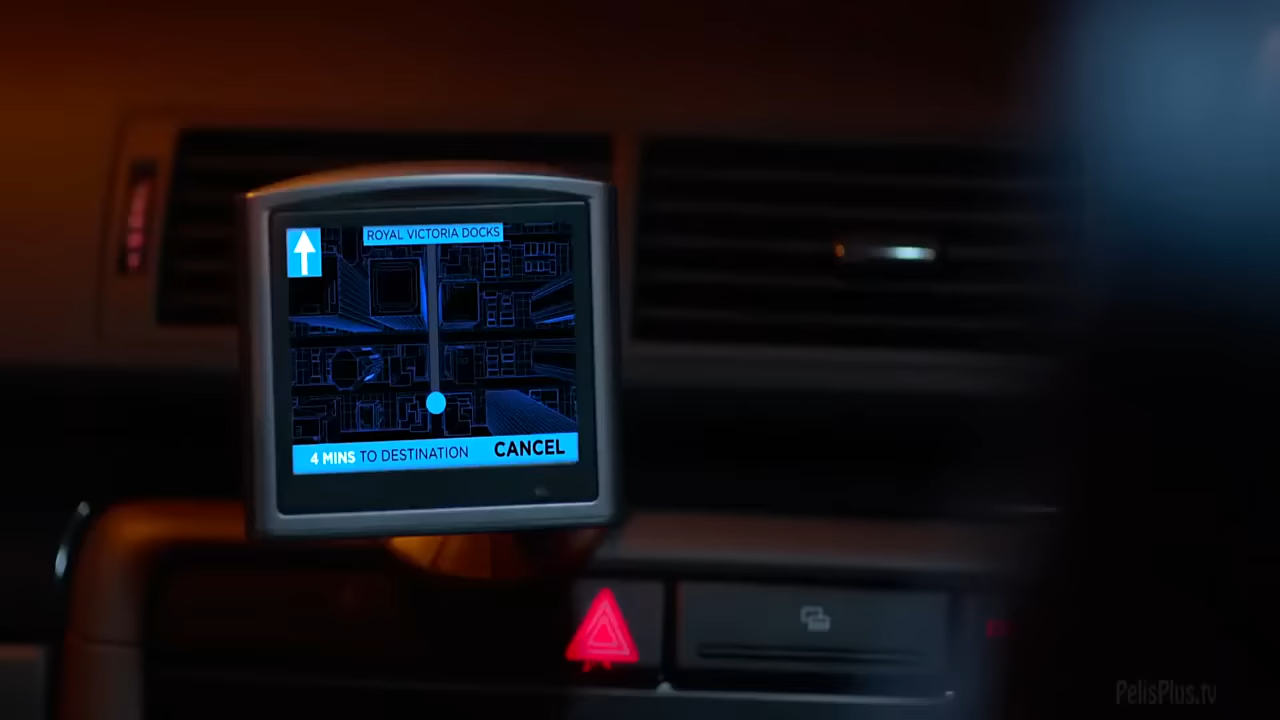 ROYAL VICTORIA DOCKS
4 MINS TO DESTINATION CANCEL
PelisPlus.tv